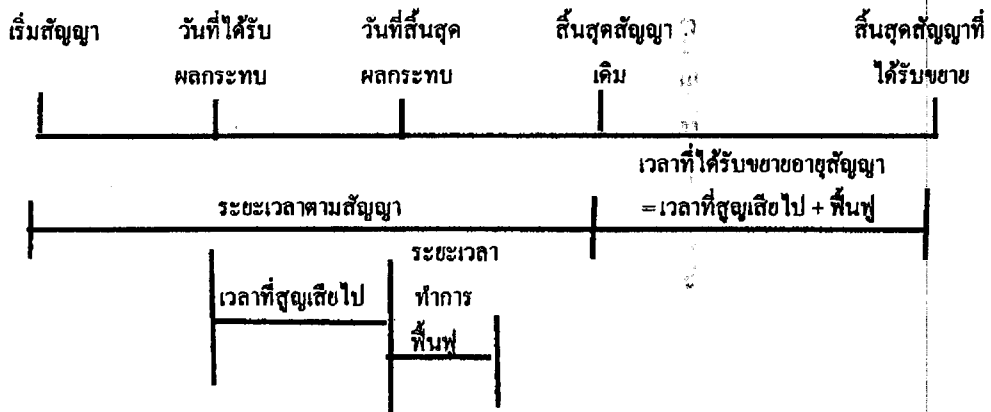 เริ่มสัญญา
วันที่ได้รับ
ผลกระทบ
วันที่สิ้นสุด
ผลกระทบ
สิ้นสุดสัญญา
เดิม
สิ้นสุดสัญญาที่
ได้รับขยาย
เวลาที่ได้รับขยายอายุสัญญา
=เวลาที่สูญเสียไป + ฟื้นฟู
ระยะเวลาตามสัญญา
เวลาที่สูญเสียไป
ระยะเวลา
ทำการ
ฟื้นฟู